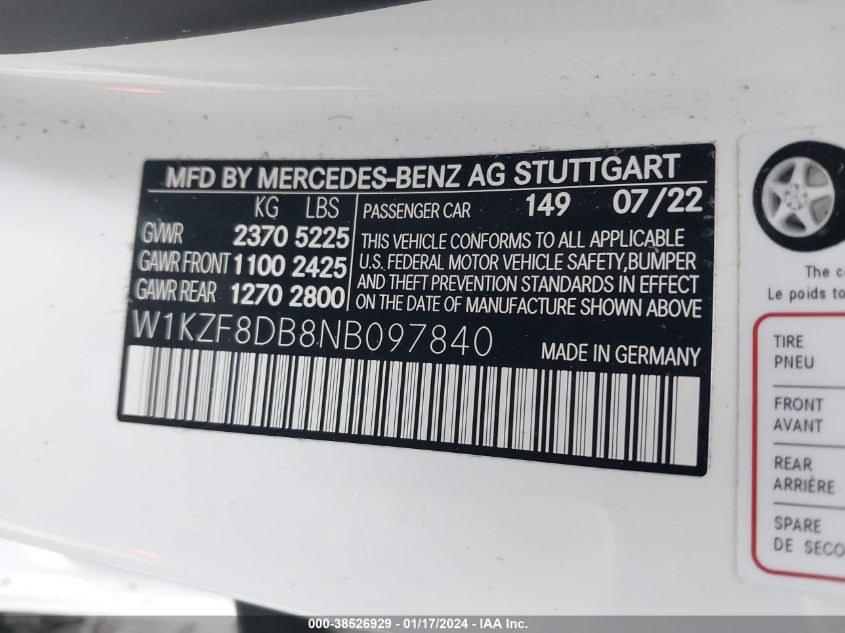 MFD BY MERCEDES-BENZ AG STUTTGART
KG LBS
GVWR 2370 5225
GAWR FRONT 1100 2425
GAWR REAR 1270 2800
PASSENGER CAR 149 07/22
THIS VEHICLE CONFORMS TO ALL APPLICABLE
U.S. FEDERAL MOTOR VEHICLE SAFETY,BUMPER
AND THEFT PREVENTION STANDARDS IN EFFECT
ON THE DATE OF MANUFACTURE SHOWN ABOVE
W1KZF8DB8NB097840
MADE IN GERMANY
The
Le poids
TIRE
PNEU
FRONT
AVANT
REAR
ARRIÈRE
SPARE
DE
000-38526929 - 01/17/2024 - IAA Inc.